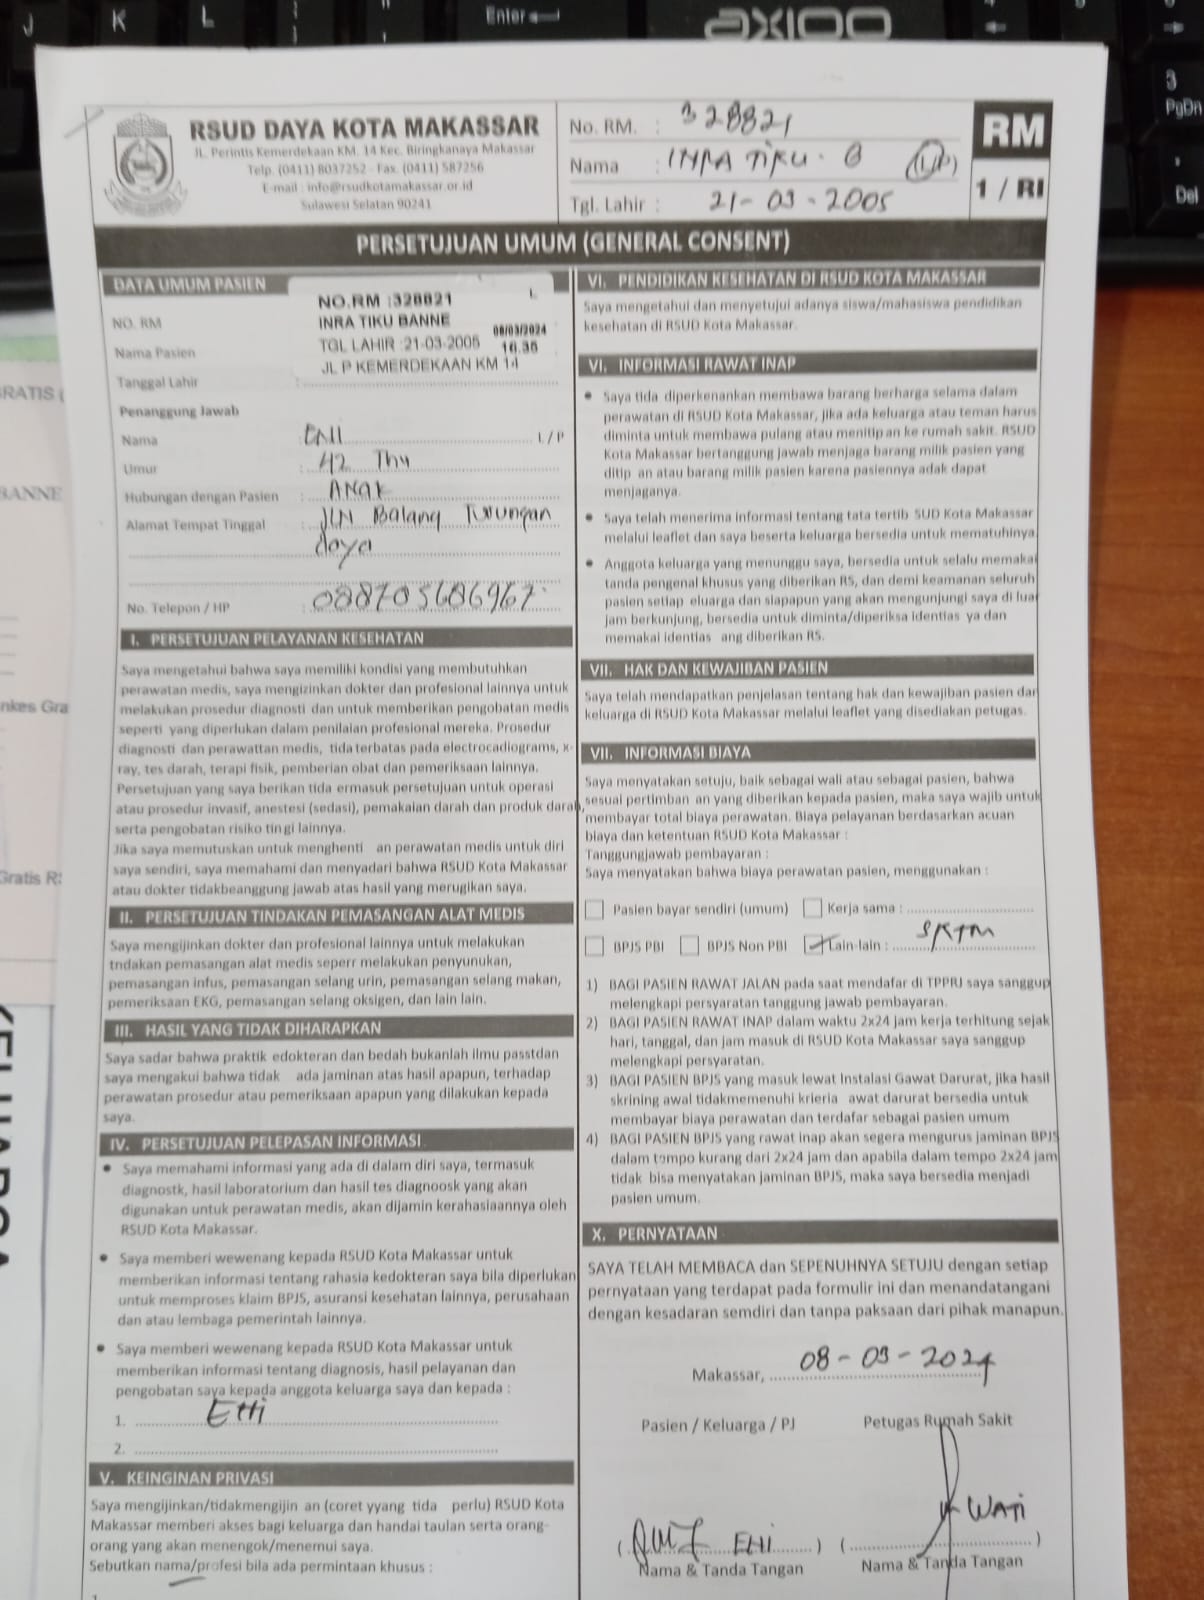 J K L Enter AXIOO
3 PgDn
Del
RSUD DAYA KOTA MAKASSAR
JL. Perintis Kemerdekaan KM. 14 Kec. Biringkanaya Makassar
Telp. (0411) 8037252 - Fax. (0411) 587256
E-mail : info@rsudkotamakassar.or.id
Sulawesi Selatan 90241
No. RM. : 328821
Nama : INRA TIKU. B (L/P)
Tgl. Lahir : 21-03-2005
RM
1 / RI
PERSETUJUAN UMUM (GENERAL CONSENT)
DATA UMUM PASIEN
NO. RM
Nama Pasien
Tanggal Lahir :
NO.RM :328821 L
INRA TIKU BANNE 08/03/2024
TGL LAHIR :21-03-2005 16.35
JL P KEMERDEKAAN KM 14
Penanggung Jawab
Nama : L / P
Umur : 42 Thn
Hubungan dengan Pasien : ANAK
Alamat Tempat Tinggal : JLN Balang Turungan
daya
No. Telepon / HP : 088705686967
I. PERSETUJUAN PELAYANAN KESEHATAN
Saya mengetahui bahwa saya memiliki kondisi yang membutuhkan
perawatan medis, saya mengizinkan dokter dan profesional lainnya untuk
melakukan prosedur diagnosti dan untuk memberikan pengobatan medis
seperti yang diperlukan dalam penilaian profesional mereka. Prosedur
diagnosti dan perawattan medis, tida terbatas pada electrocadiograms, x-
ray, tes darah, terapi fisik, pemberian obat dan pemeriksaan lainnya.
Persetujuan yang saya berikan tida ermasuk persetujuan untuk operasi
atau prosedur invasif, anestesi (sedasi), pemakaian darah dan produk darah,
serta pengobatan risiko tin gi lainnya.
Jika saya memutuskan untuk menghenti an perawatan medis untuk diri
saya sendiri, saya memahami dan menyadari bahwa RSUD Kota Makassar
atau dokter tidakbeanggung jawab atas hasil yang merugikan saya.
II. PERSETUJUAN TINDAKAN PEMASANGAN ALAT MEDIS
Saya mengijinkan dokter dan profesional lainnya untuk melakukan
tndakan pemasangan alat medis seperr melakukan penyunukan,
pemasangan infus, pemasangan selang urin, pemasangan selang makan,
pemeriksaan EKG, pemasangan selang oksigen, dan lain lain.
III. HASIL YANG TIDAK DIHARAPKAN
Saya sadar bahwa praktik edokteran dan bedah bukanlah ilmu passtdan
saya mengakui bahwa tidak ada jaminan atas hasil apapun, terhadap
perawatan prosedur atau pemeriksaan apapun yang dilakukan kepada
saya.
IV. PERSETUJUAN PELEPASAN INFORMASI
• Saya memahami informasi yang ada di dalam diri saya, termasuk
diagnostk, hasil laboratorium dan hasil tes diagnoosk yang akan
digunakan untuk perawatan medis, akan dijamin kerahasiaannya oleh
RSUD Kota Makassar.
• Saya memberi wewenang kepada RSUD Kota Makassar untuk
memberikan informasi tentang rahasia kedokteran saya bila diperlukan
untuk memproses klaim BPJS, asuransi kesehatan lainnya, perusahaan
dan atau lembaga pemerintah lainnya.
• Saya memberi wewenang kepada RSUD Kota Makassar untuk
memberikan informasi tentang diagnosis, hasil pelayanan dan
pengobatan saya kepada anggota keluarga saya dan kepada :
1. EHi
2.
V. KEINGINAN PRIVASI
Saya mengijinkan/tidakmengijin an (coret yyang tida perlu) RSUD Kota
Makassar memberi akses bagi keluarga dan handai taulan serta orang-
orang yang akan menengok/menemui saya.
Sebutkan nama/profesi bila ada permintaan khusus :
VI. PENDIDIKAN KESEHATAN DI RSUD KOTA MAKASSAR
Saya mengetahui dan menyetujui adanya siswa/mahasiswa pendidikan
kesehatan di RSUD Kota Makassar.
VI. INFORMASI RAWAT INAP
• Saya tida diperkenankan membawa barang berharga selama dalam
perawatan di RSUD Kota Makassar, jika ada keluarga atau teman harus
diminta untuk membawa pulang atau menitip an ke rumah sakit. RSUD
Kota Makassar bertanggung jawab menjaga barang milik pasien yang
ditip an atau barang milik pasien karena pasiennya adak dapat
menjaganya.
• Saya telah menerima informasi tentang tata tertib SUD Kota Makassar
melalui leaflet dan saya beserta keluarga bersedia untuk mematuhinya.
• Anggota keluarga yang menunggu saya, bersedia untuk selalu memakai
tanda pengenal khusus yang diberikan RS, dan demi keamanan seluruh
pasien setiap eluarga dan siapapun yang akan mengunjungi saya di luar
jam berkunjung, bersedia untuk diminta/diperiksa identias ya dan
memakai identias ang diberikan RS.
VII. HAK DAN KEWAJIBAN PASIEN
Saya telah mendapatkan penjelasan tentang hak dan kewajiban pasien dan
keluarga di RSUD Kota Makassar melalui leaflet yang disediakan petugas.
VII. INFORMASI BIAYA
Saya menyatakan setuju, baik sebagai wali atau sebagai pasien, bahwa
sesuai pertimban an yang diberikan kepada pasien, maka saya wajib untuk
membayar total biaya perawatan. Biaya pelayanan berdasarkan acuan
biaya dan ketentuan RSUD Kota Makassar :
Tanggungjawab pembayaran :
Saya menyatakan bahwa biaya perawatan pasien, menggunakan :
Pasien bayar sendiri (umum) Kerja sama :
BPJS PBI BPJS Non PBI Lain-lain : SKTM
1) BAGI PASIEN RAWAT JALAN pada saat mendafar di TPPRJ saya sanggup
melengkapi persyaratan tanggung jawab pembayaran.
2) BAGI PASIEN RAWAT INAP dalam waktu 2x24 jam kerja terhitung sejak
hari, tanggal, dan jam masuk di RSUD Kota Makassar saya sanggup
melengkapi persyaratan.
3) BAGI PASIEN BPJS yang masuk lewat Instalasi Gawat Darurat, jika hasil
skrining awal tidakmemenuhi krieria awat darurat bersedia untuk
membayar biaya perawatan dan terdafar sebagai pasien umum
4) BAGI PASIEN BPJS yang rawat inap akan segera mengurus jaminan BPJS
dalam tempo kurang dari 2x24 jam dan apabila dalam tempo 2x24 jam
tidak bisa menyatakan jaminan BPJS, maka saya bersedia menjadi
pasien umum.
X. PERNYATAAN
SAYA TELAH MEMBACA dan SEPENUHNYA SETUJU dengan setiap
pernyataan yang terdapat pada formulir ini dan menandatangani
dengan kesadaran semdiri dan tanpa paksaan dari pihak manapun.
Makassar, 08-03-2024
Pasien / Keluarga / PJ Petugas Rumah Sakit
( EHi ) ( WATI )
Nama & Tanda Tangan Nama & Tanda Tangan
RATIS (
BANNE
nkes Gra
Gratis RS